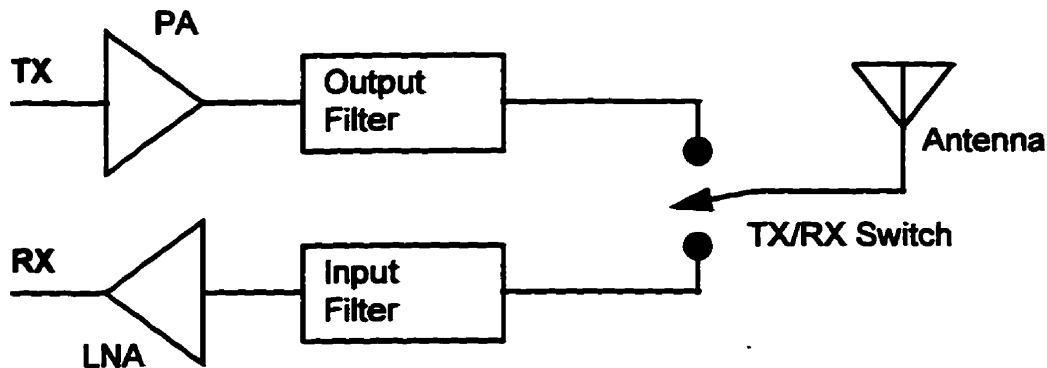 PA
TX
Output
Filter
Antenna
TX/RX Switch
RX
Input
Filter
LNA